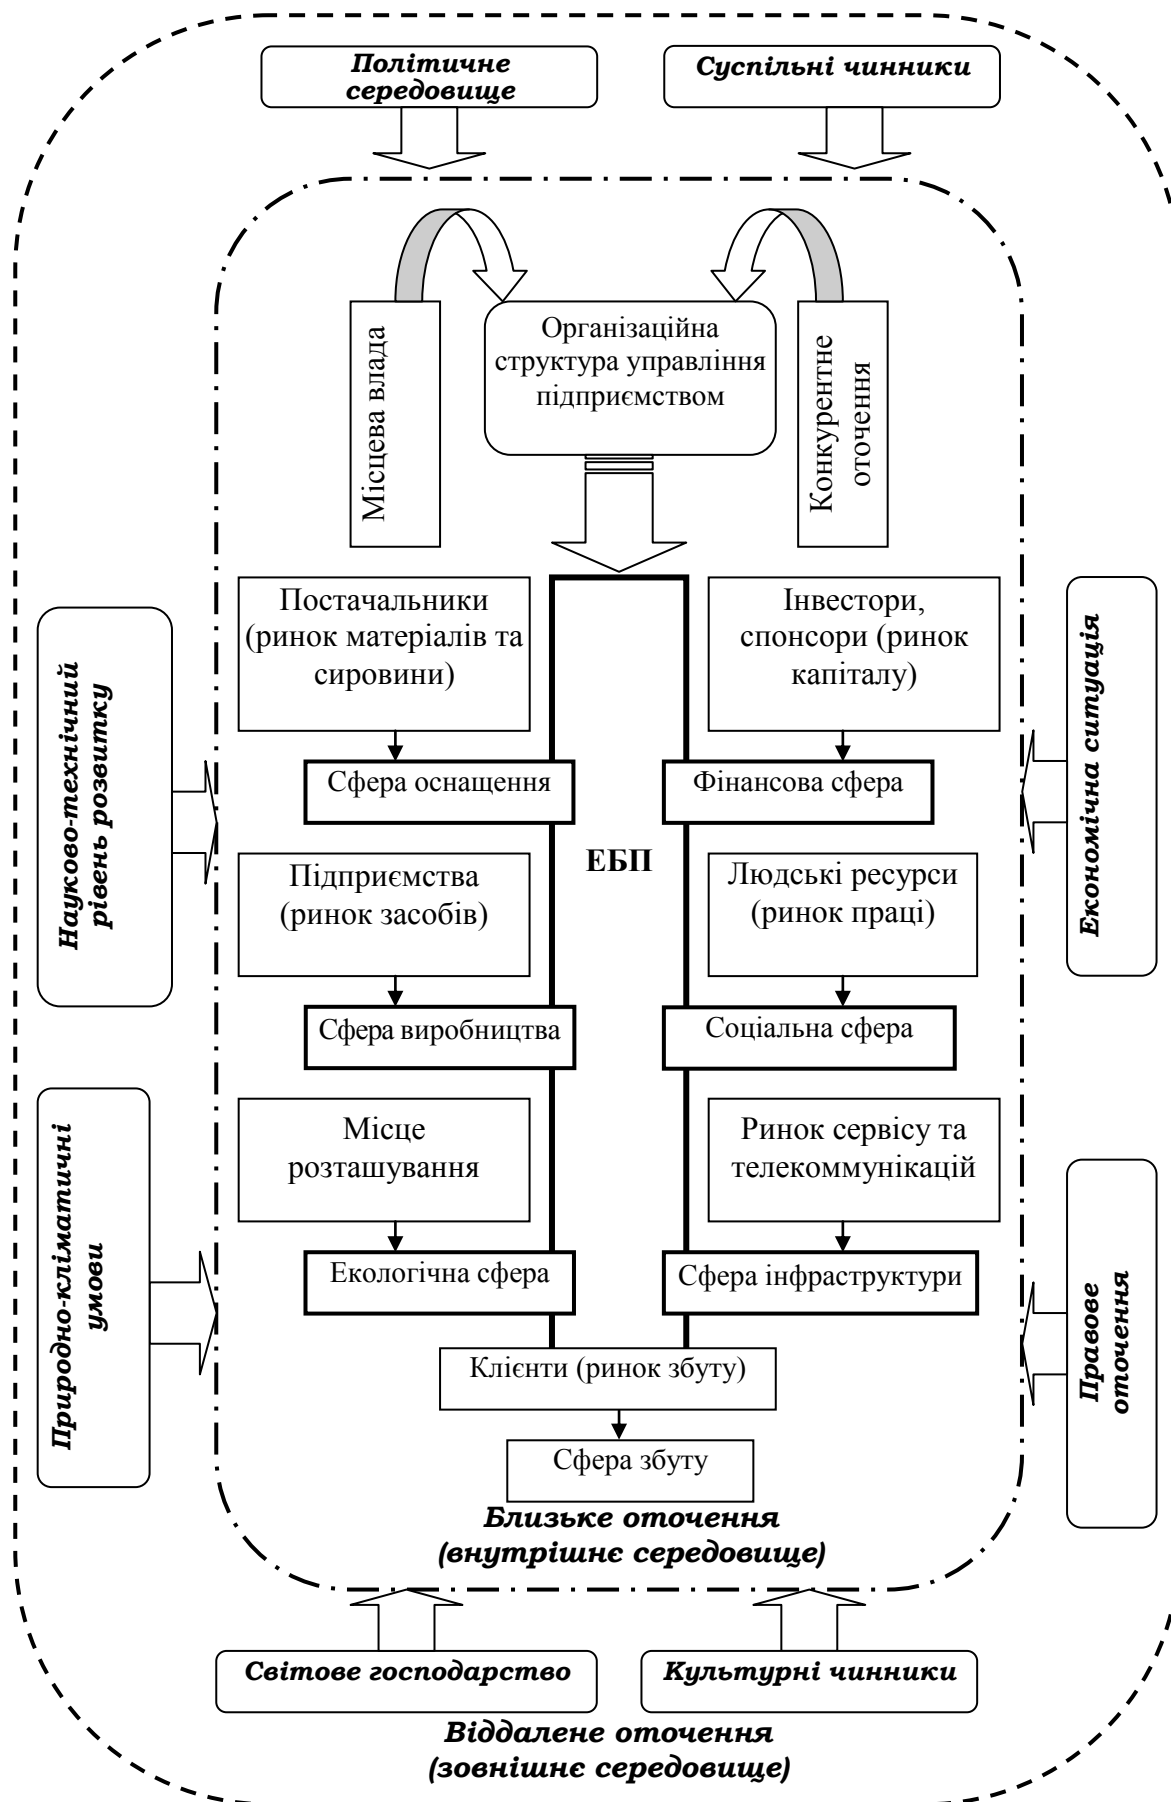 Політичне
середовище
Суспільні чинники
Місцева влада
Організаційна
структура управління
підприємством
Конкурентне
оточення
Постачальники
(ринок матеріалів та
сировини)
Інвестори,
спонсори (ринок
капіталу)
Сфера оснащення
Фінансова сфера
Науково-технічний
рівень розвитку
Економічна ситуація
ЕБП
Підприємства
(ринок засобів)
Людські ресурси
(ринок праці)
Сфера виробництва
Соціальна сфера
Місце
розташування
Ринок сервісу та
телекоммунікацій
Природно-кліматичні
умови
Правове
оточення
Екологічна сфера
Сфера інфраструктури
Клієнти (ринок збуту)
Сфера збуту
Близьке оточення
(внутрішнє середовище)
Світове господарство
Культурні чинники
Віддалене оточення
(зовнішнє середовище)